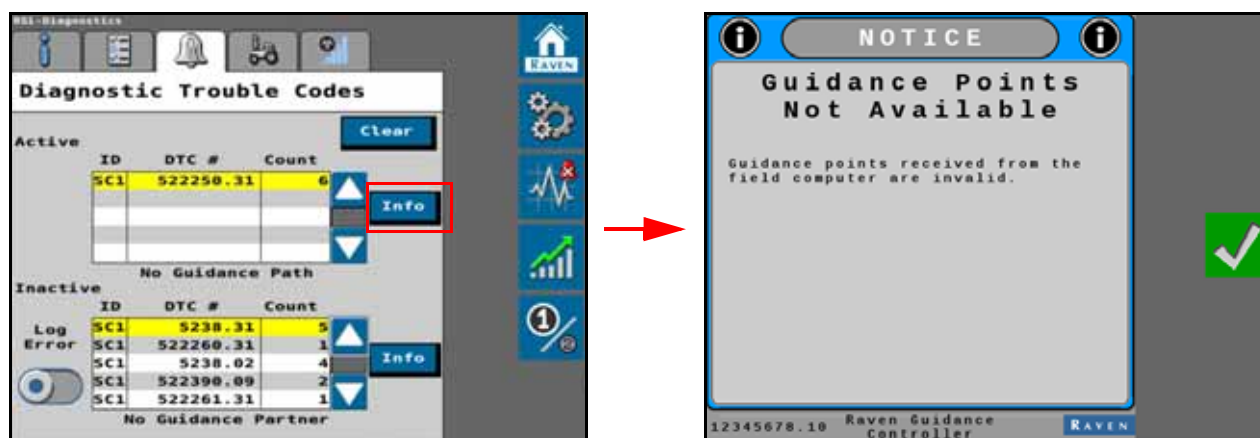 RSi-Diagnostics
RAVEN
Diagnostic Trouble Codes
Clear
Active
ID DTC # Count
SC1 522250.31 6
Info
No Guidance Path
Inactive
ID DTC # Count
Log Error
SC1 5238.31 5
SC1 522260.31 1
SC1 5238.02 4
SC1 522390.09 2
SC1 522261.31 1
Info
No Guidance Partner
1
NOTICE
Guidance Points
Not Available
Guidance points received from the
field computer are invalid.
12345678.10
Raven Guidance
Controller
RAVEN